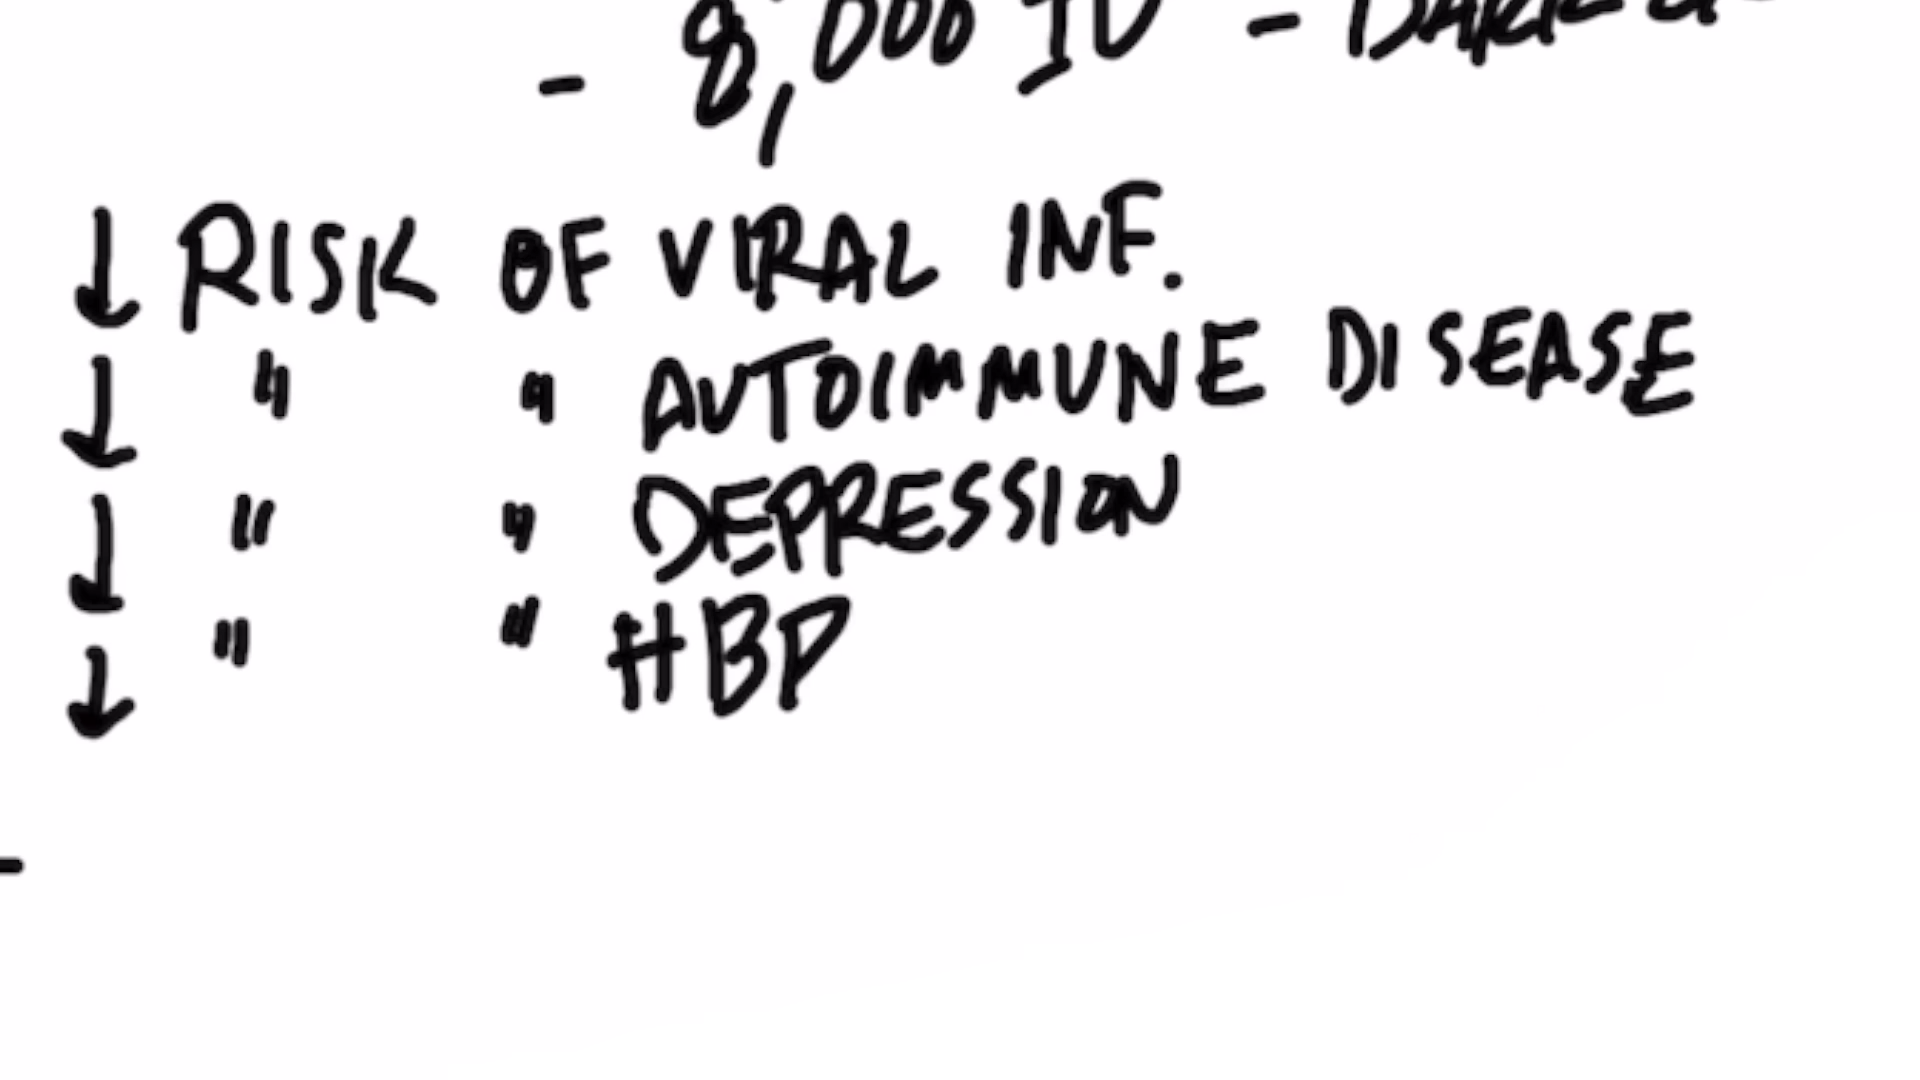 - 8,000 IU -
↓ RISK OF VIRAL INF.
↓ " " AUTOIMMUNE DISEASE
↓ " " DEPRESSION
↓ " " HBP
-